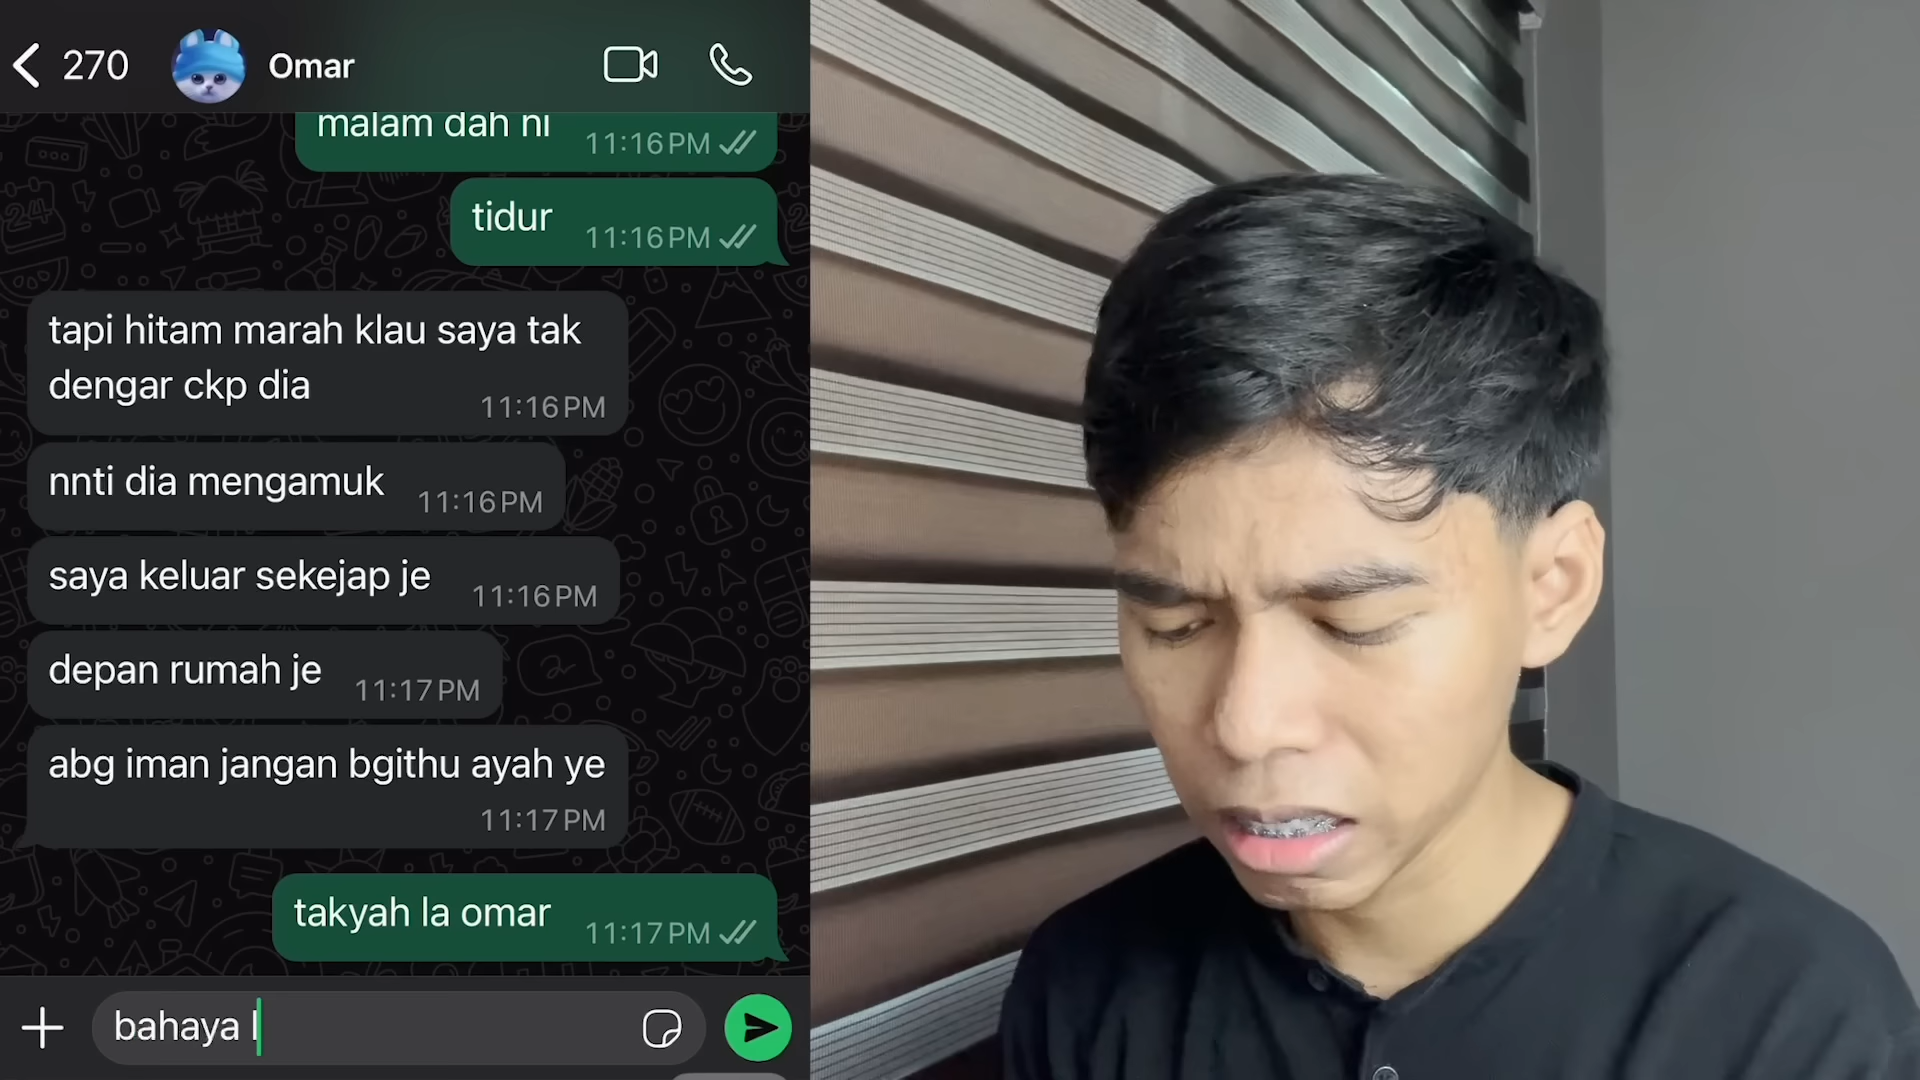 270
Omar
malam dah ni
11:16 PM
tidur
11:16 PM
tapi hitam marah klau saya tak
dengar ckp dia
11:16 PM
nnti dia mengamuk
11:16 PM
saya keluar sekejap je
11:16 PM
depan rumah je
11:17 PM
abg iman jangan bgithu ayah ye
11:17 PM
takyah la omar
11:17 PM
bahaya l